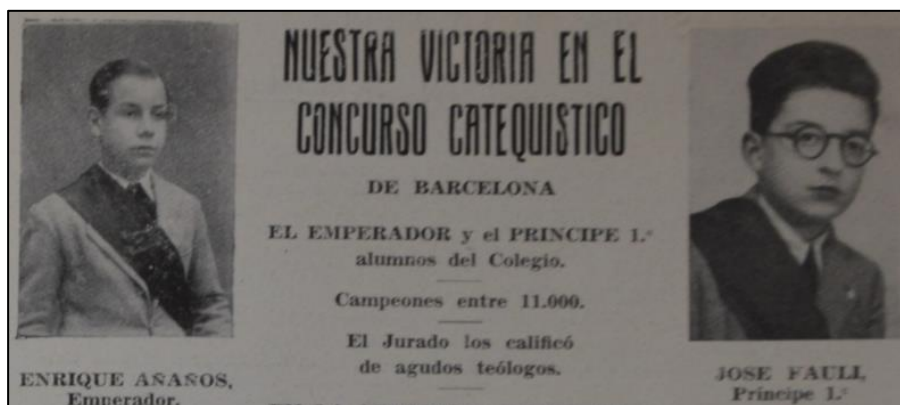 NUESTRA VICTORIA EN EL
CONCURSO CATEQUISTICO
DE BARCELONA
EL EMPERADOR y el PRINCIPE 1.º
alumnos del Colegio.
Campeones entre 11.000.
El Jurado los calificó
de agudos teólogos.
ENRIQUE AÑAÑOS,
Emperador.
JOSE FAULI,
Príncipe 1.º